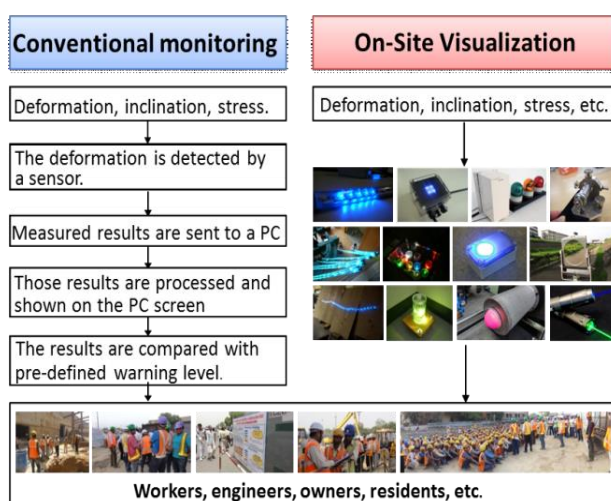 Conventional monitoring
Deformation, inclination, stress.
The deformation is detected by
a sensor.
Measured results are sent to a PC
Those results are processed and
shown on the PC screen
The results are compared with
pre-defined warning level.
On-Site Visualization
Deformation, inclination, stress, etc.
Workers, engineers, owners, residents, etc.